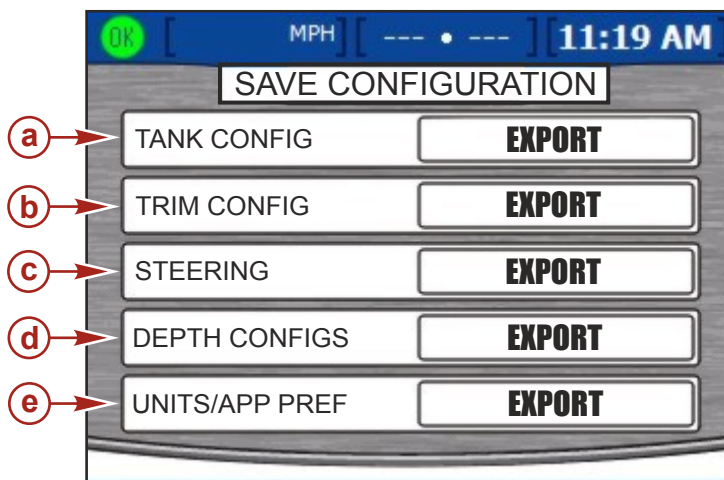 OK [ MPH ] [ --- • --- ] [ 11:19 AM ]
SAVE CONFIGURATION
a TANK CONFIG EXPORT
b TRIM CONFIG EXPORT
c STEERING EXPORT
d DEPTH CONFIGS EXPORT
e UNITS/APP PREF EXPORT